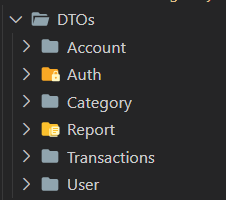 DTOs
Account
Auth
Category
Report
Transactions
User